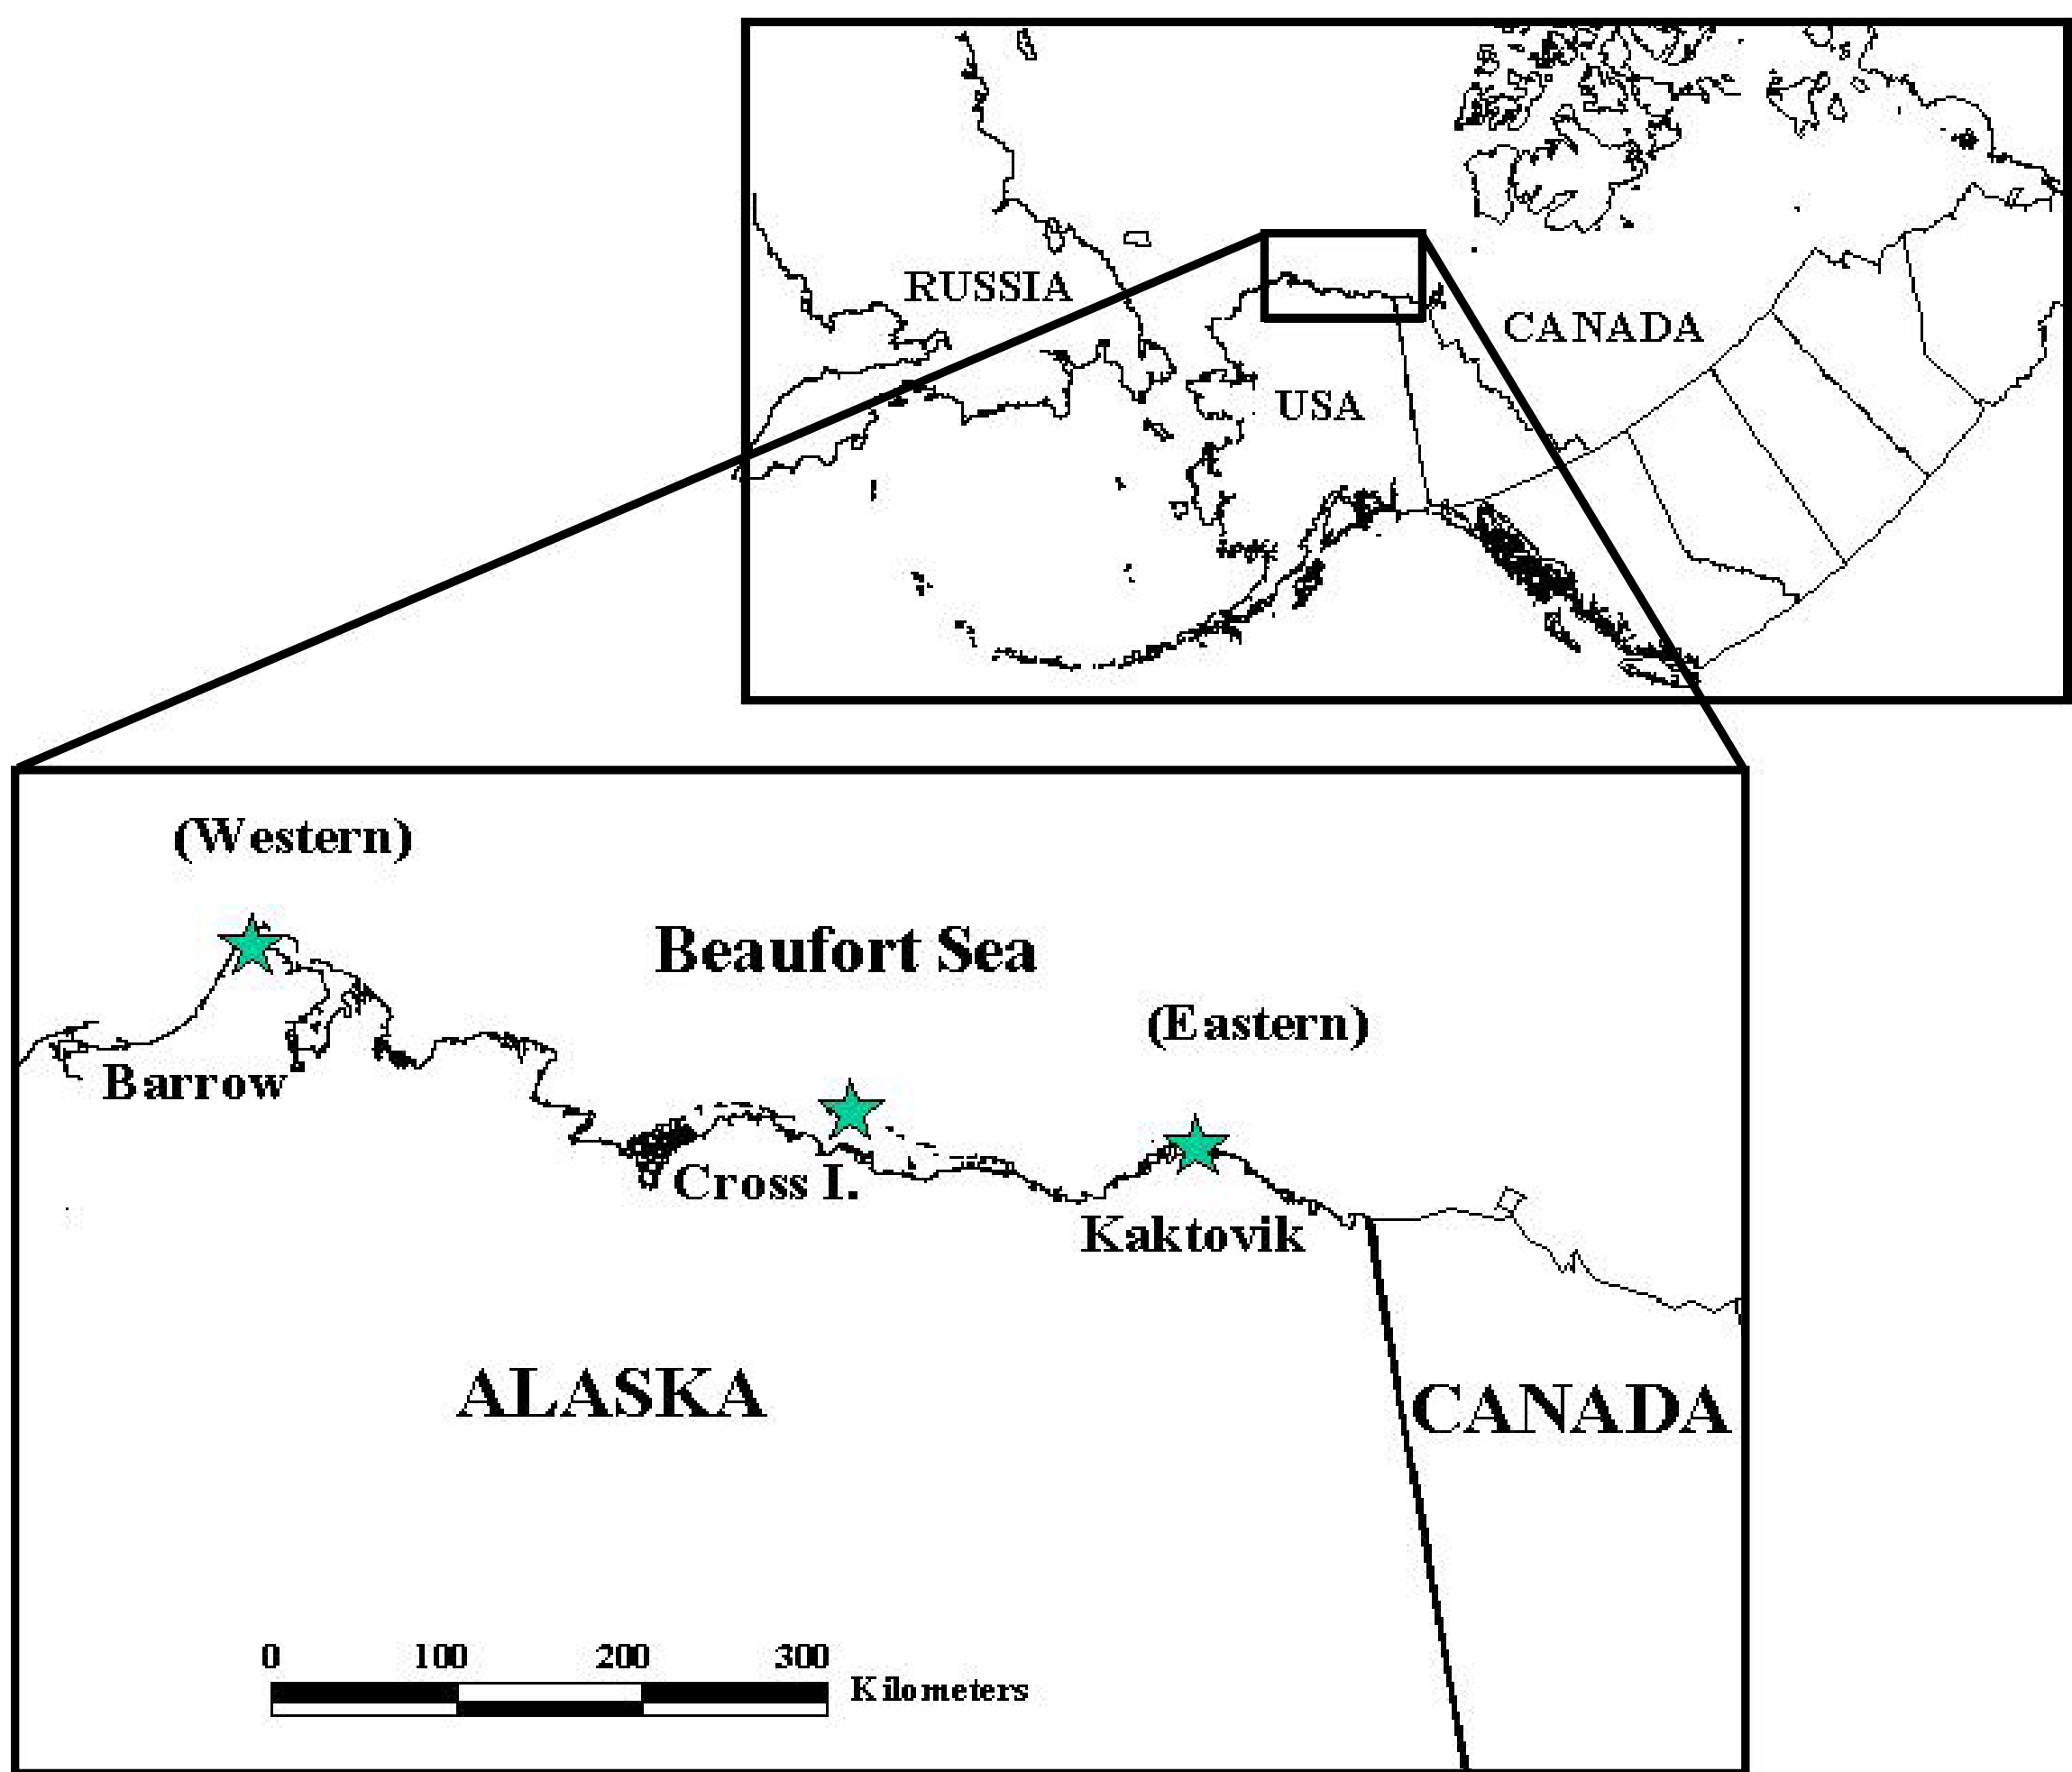 RUSSIA
CANADA
USA
(Western)
Beaufort Sea
(Eastern)
Barrow
Cross I.
Kaktovik
ALASKA
CANADA
0 100 200 300
Kilometers